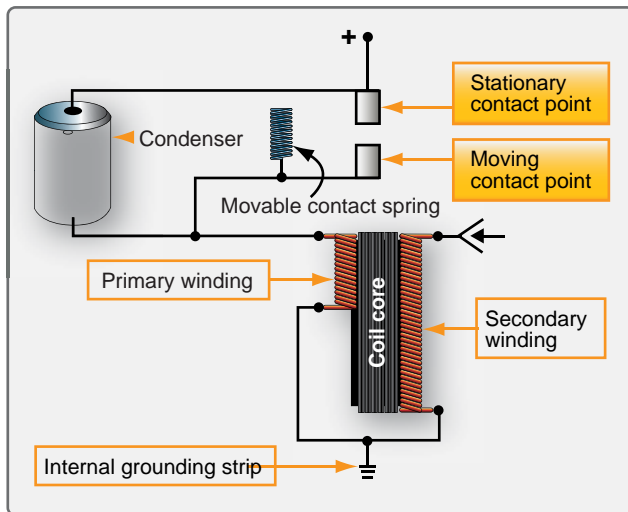 +
Stationary
contact point
Condenser
Moving
contact point
Movable contact spring
Primary winding
Coil core
Secondary
winding
Internal grounding strip